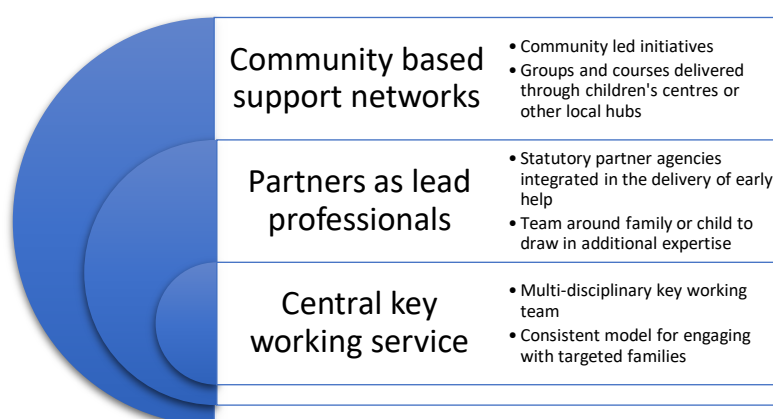 Community based
support networks
• Community led initiatives
• Groups and courses delivered
through children's centres or
other local hubs
Partners as lead
professionals
• Statutory partner agencies
integrated in the delivery of early
help
• Team around family or child to
draw in additional expertise
Central key
working service
• Multi-disciplinary key working
team
• Consistent model for engaging
with targeted families